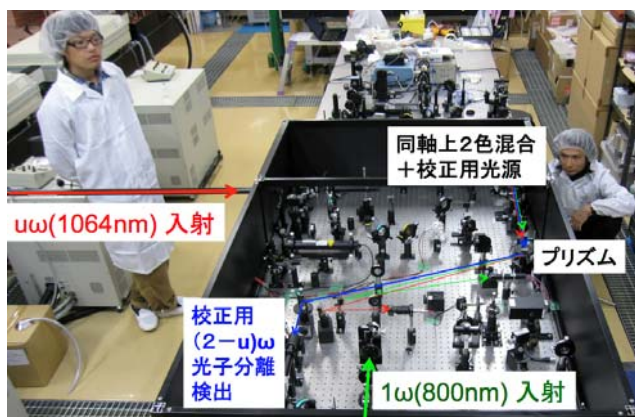 同軸上2色混合
+校正用光源
uω(1064nm) 入射
プリズム
校正用
(2-u)ω
光子分離
検出
1ω(800nm) 入射